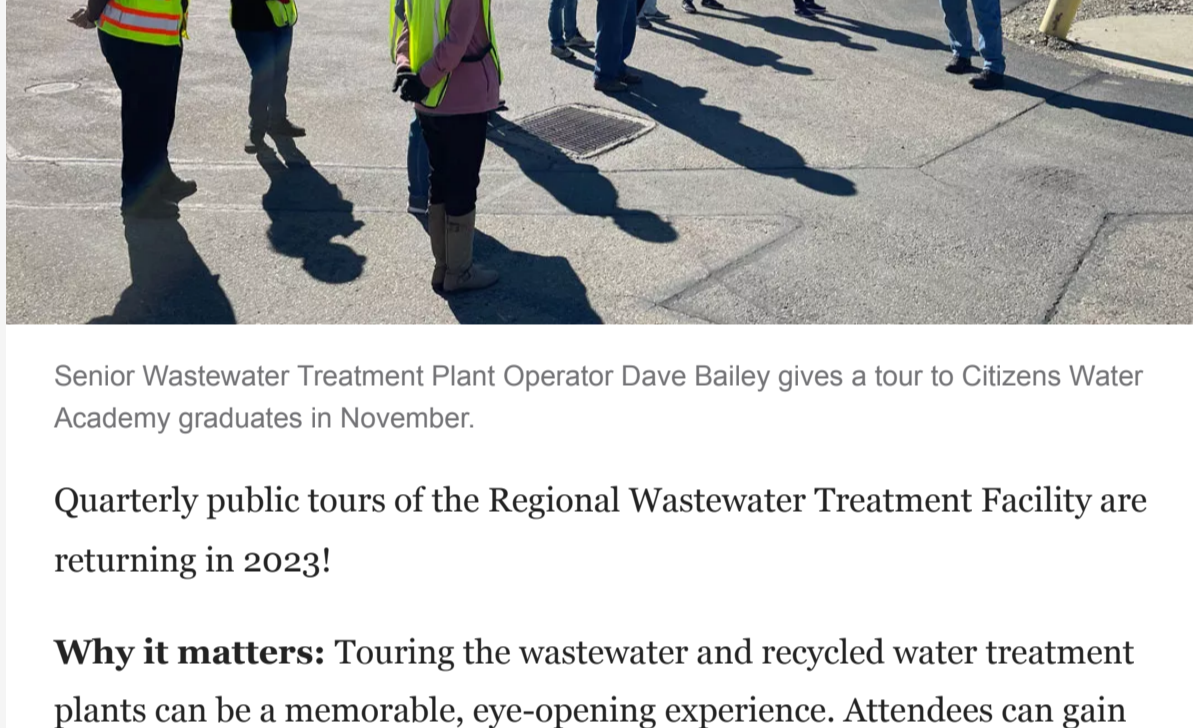 Senior Wastewater Treatment Plant Operator Dave Bailey gives a tour to Citizens Water
Academy graduates in November.
Quarterly public tours of the Regional Wastewater Treatment Facility are
returning in 2023!
Why it matters: Touring the wastewater and recycled water treatment
plants can be a memorable, eye-opening experience. Attendees can gain